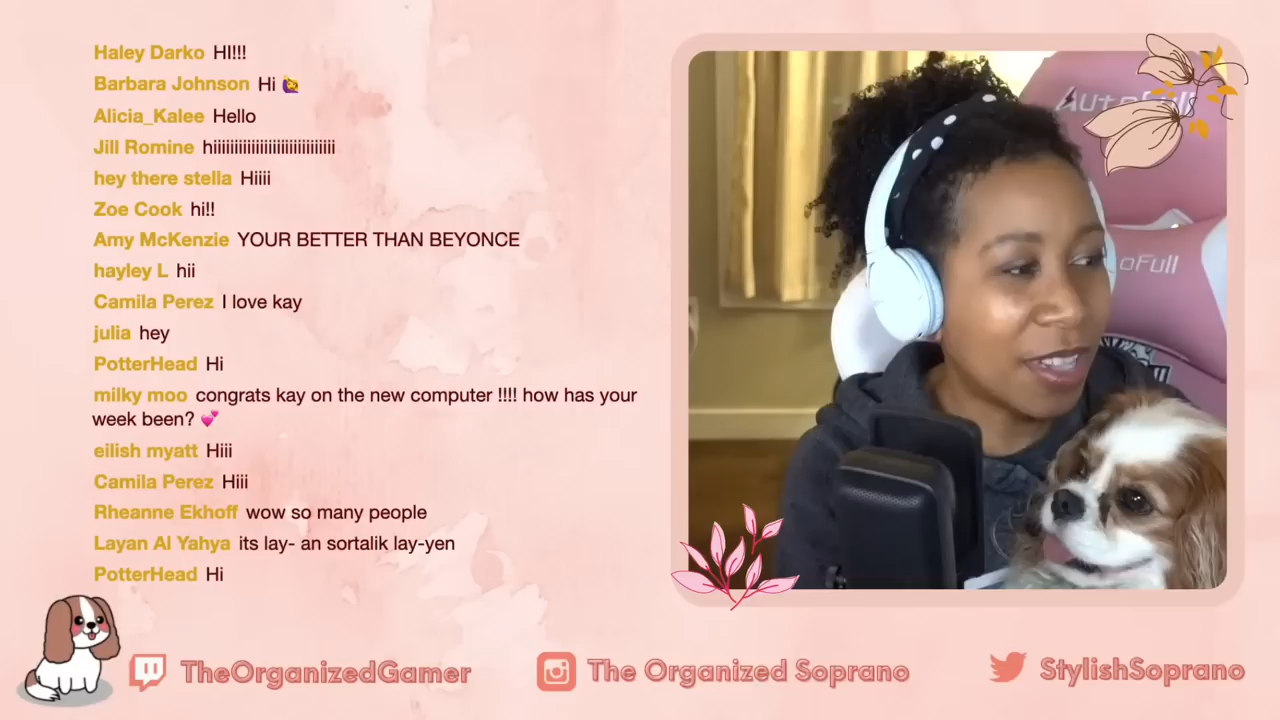 Haley Darko HI!!!
Barbara Johnson Hi 🙋‍♀️
Alicia_Kalee Hello
Jill Romine hiiiiiiiiiiiiiiiiiiiiiiiiiiiiii
hey there stella Hiiii
Zoe Cook hi!!
Amy McKenzie YOUR BETTER THAN BEYONCE
hayley L hii
Camila Perez I love kay
julia hey
PotterHead Hi
milky moo congrats kay on the new computer !!!! how has your
week been? 💕
eilish myatt Hiii
Camila Perez Hiii
Rheanne Ekhoff wow so many people
Layan Al Yahya its lay- an sortalik lay-yen
PotterHead Hi
AutoFull
oFull
TheOrganizedGamer
The Organized Soprano
StylishSoprano